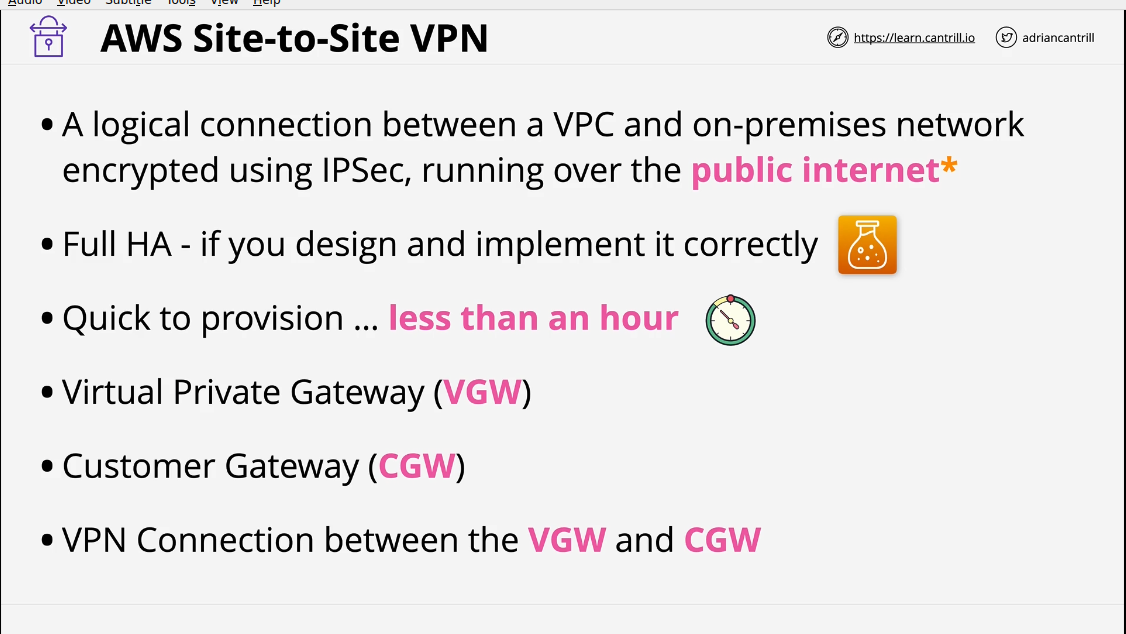 Audio Video Subtitle Tools View Help
AWS Site-to-Site VPN
https://learn.cantrill.io
adriancantrill
• A logical connection between a VPC and on-premises network
encrypted using IPSec, running over the public internet*
• Full HA - if you design and implement it correctly
• Quick to provision ... less than an hour
• Virtual Private Gateway (VGW)
• Customer Gateway (CGW)
• VPN Connection between the VGW and CGW